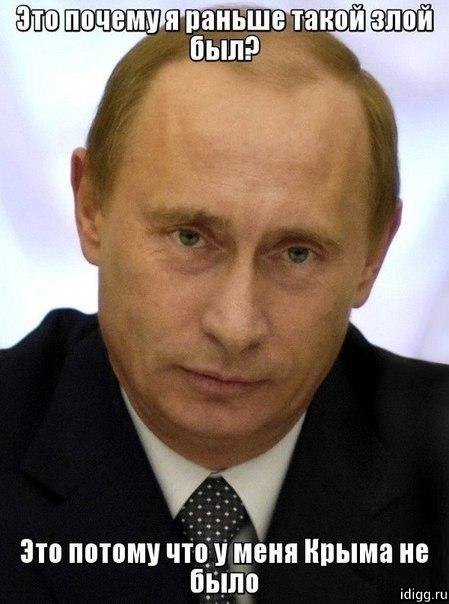 Это почему я раньше такой злой
был?
Это потому что у меня Крыма не
было
idigg.ru